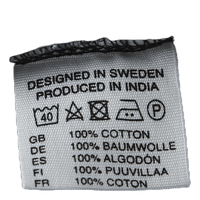 DESIGNED IN SWEDEN
PRODUCED IN INDIA
40
GB 100% COTTON
DE 100% BAUMWOLLE
ES 100% ALGODÓN
FI 100% PUUVILLAA
FR 100% COTON